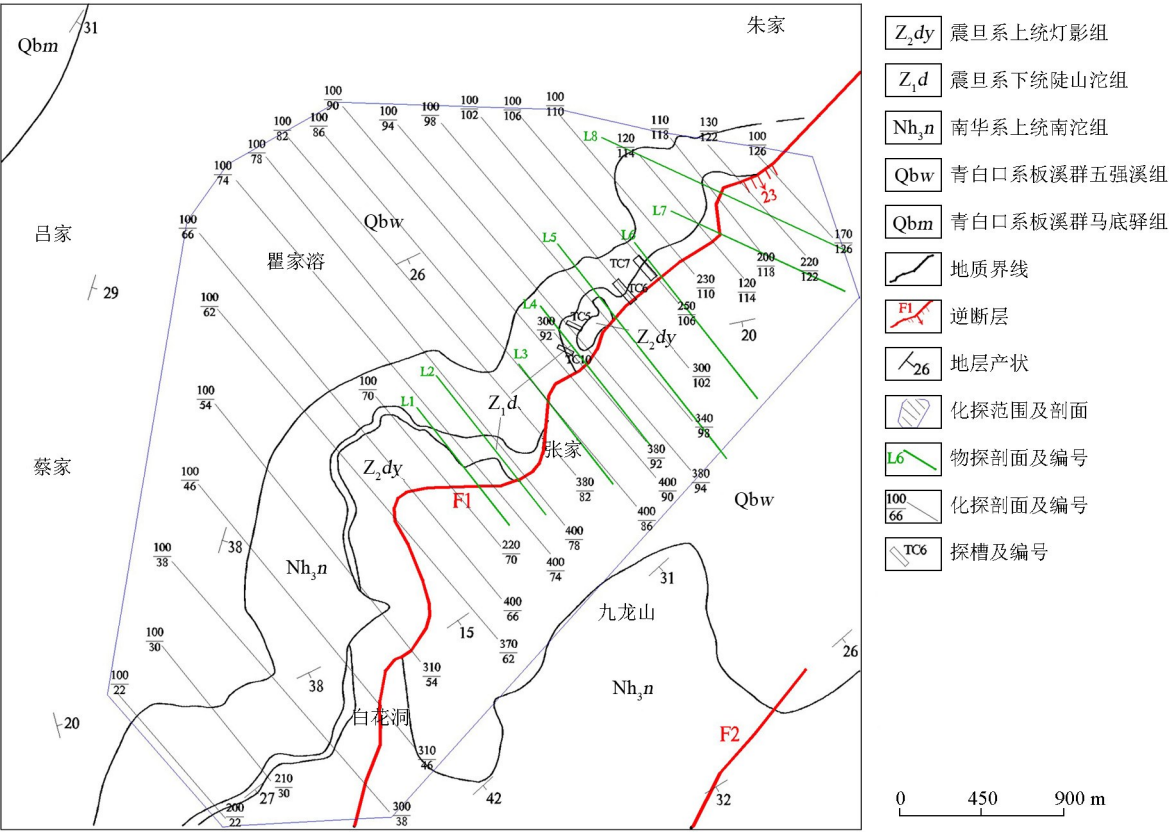 Qbm
31
朱家
100
90
100
82
100
86
100
94
100
98
100
102
100
106
100
110
110
118
130
122
100
126
L8
120
114
100
78
100
74
23
100
66
Qbw
L7
吕家
L5
L6
170
126
瞿家溶
26
TC7
200
118
220
122
29
TC6
230
110
120
114
100
62
L4
TC5
250
106
20
300
92
Z2dy
L3
TC10
300
102
L2
100
70
100
54
L1
Z1d
340
98
张家
380
92
蔡家
Z2dy
380
94
100
46
F1
380
82
400
90
Qbw
400
86
400
78
38
220
70
100
38
Nh3n
400
74
31
400
66
九龙山
15
100
30
370
62
26
310
54
100
22
38
Nh3n
20
白花洞
F2
310
46
210
30
27
42
32
200
22
300
38
Z2dy 震旦系上统灯影组
Z1d 震旦系下统陡山沱组
Nh3n 南华系上统南沱组
Qbw 青白口系板溪群五强溪组
Qbm 青白口系板溪群马底驿组
地质界线
F1 逆断层
26 地层产状
化探范围及剖面
L6 物探剖面及编号
100
66 化探剖面及编号
TC6 探槽及编号
0 450 900 m